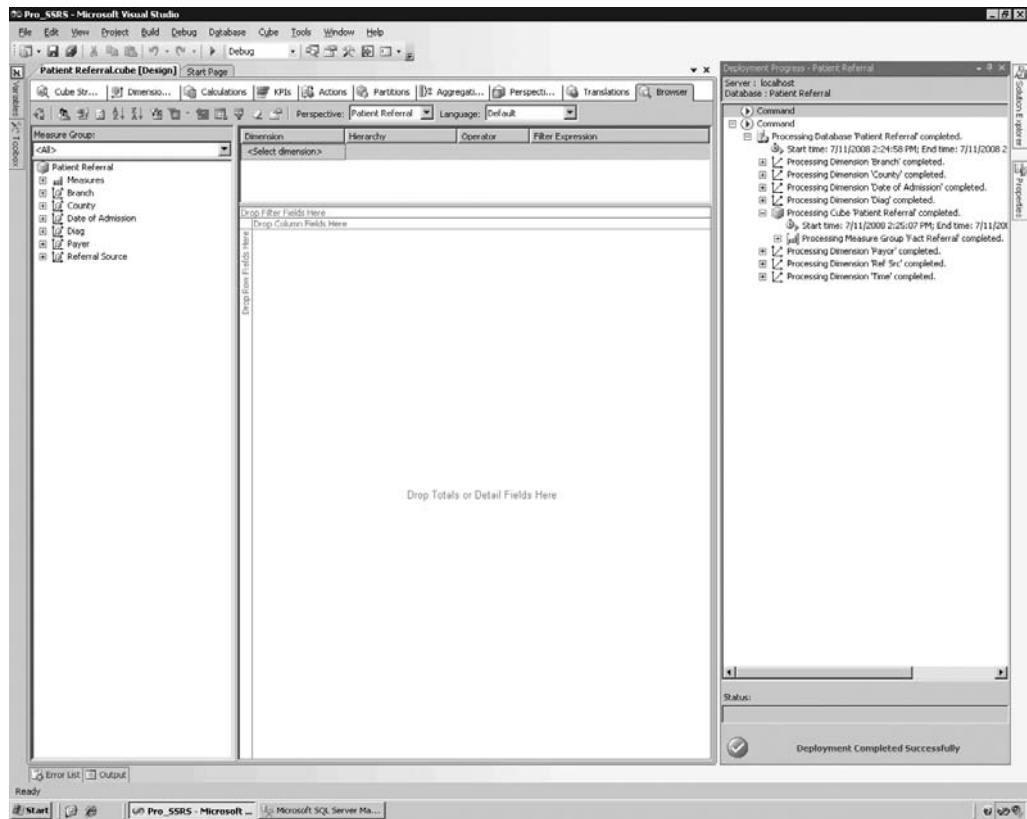 Pro_SSRS - Microsoft Visual Studio
File Edit View Project Build Debug Database Cube Tools Window Help
Debug
Patient Referral.cube [Design] Start Page
Cube Str... Dimensio... Calculations KPIs Actions Partitions Aggregati... Perspecti... Translations Browser
Perspective: Patient Referral Language: Default
Measure Group:
<All>
Patient Referral
Measures
Branch
County
Date of Admission
Diag
Payer
Referral Source
Dimension Hierarchy Operator Filter Expression
<Select dimension>
Drop Filter Fields Here
Drop Column Fields Here
Drop Row Fields Here
Drop Totals or Detail Fields Here
Deployment Progress - Patient Referral
Server : localhost
Database : Patient Referral
Command
Command
Processing Database 'Patient Referral' completed.
Start time: 7/11/2008 2:24:58 PM; End time: 7/11/2008 2
Processing Dimension 'Branch' completed.
Processing Dimension 'County' completed.
Processing Dimension 'Date of Admission' completed.
Processing Dimension 'Diag' completed.
Processing Cube 'Patient Referral' completed.
Start time: 7/11/2008 2:25:07 PM; End time: 7/11/200
Processing Measure Group 'Fact Referral' completed.
Processing Dimension 'Payor' completed.
Processing Dimension 'Ref Src' completed.
Processing Dimension 'Time' completed.
Status:
Deployment Completed Successfully
Variables
Toolbox
Solution Explorer
Properties
Error List Output
Ready
Start Pro_SSRS - Microsoft ... Microsoft SQL Server Ma...